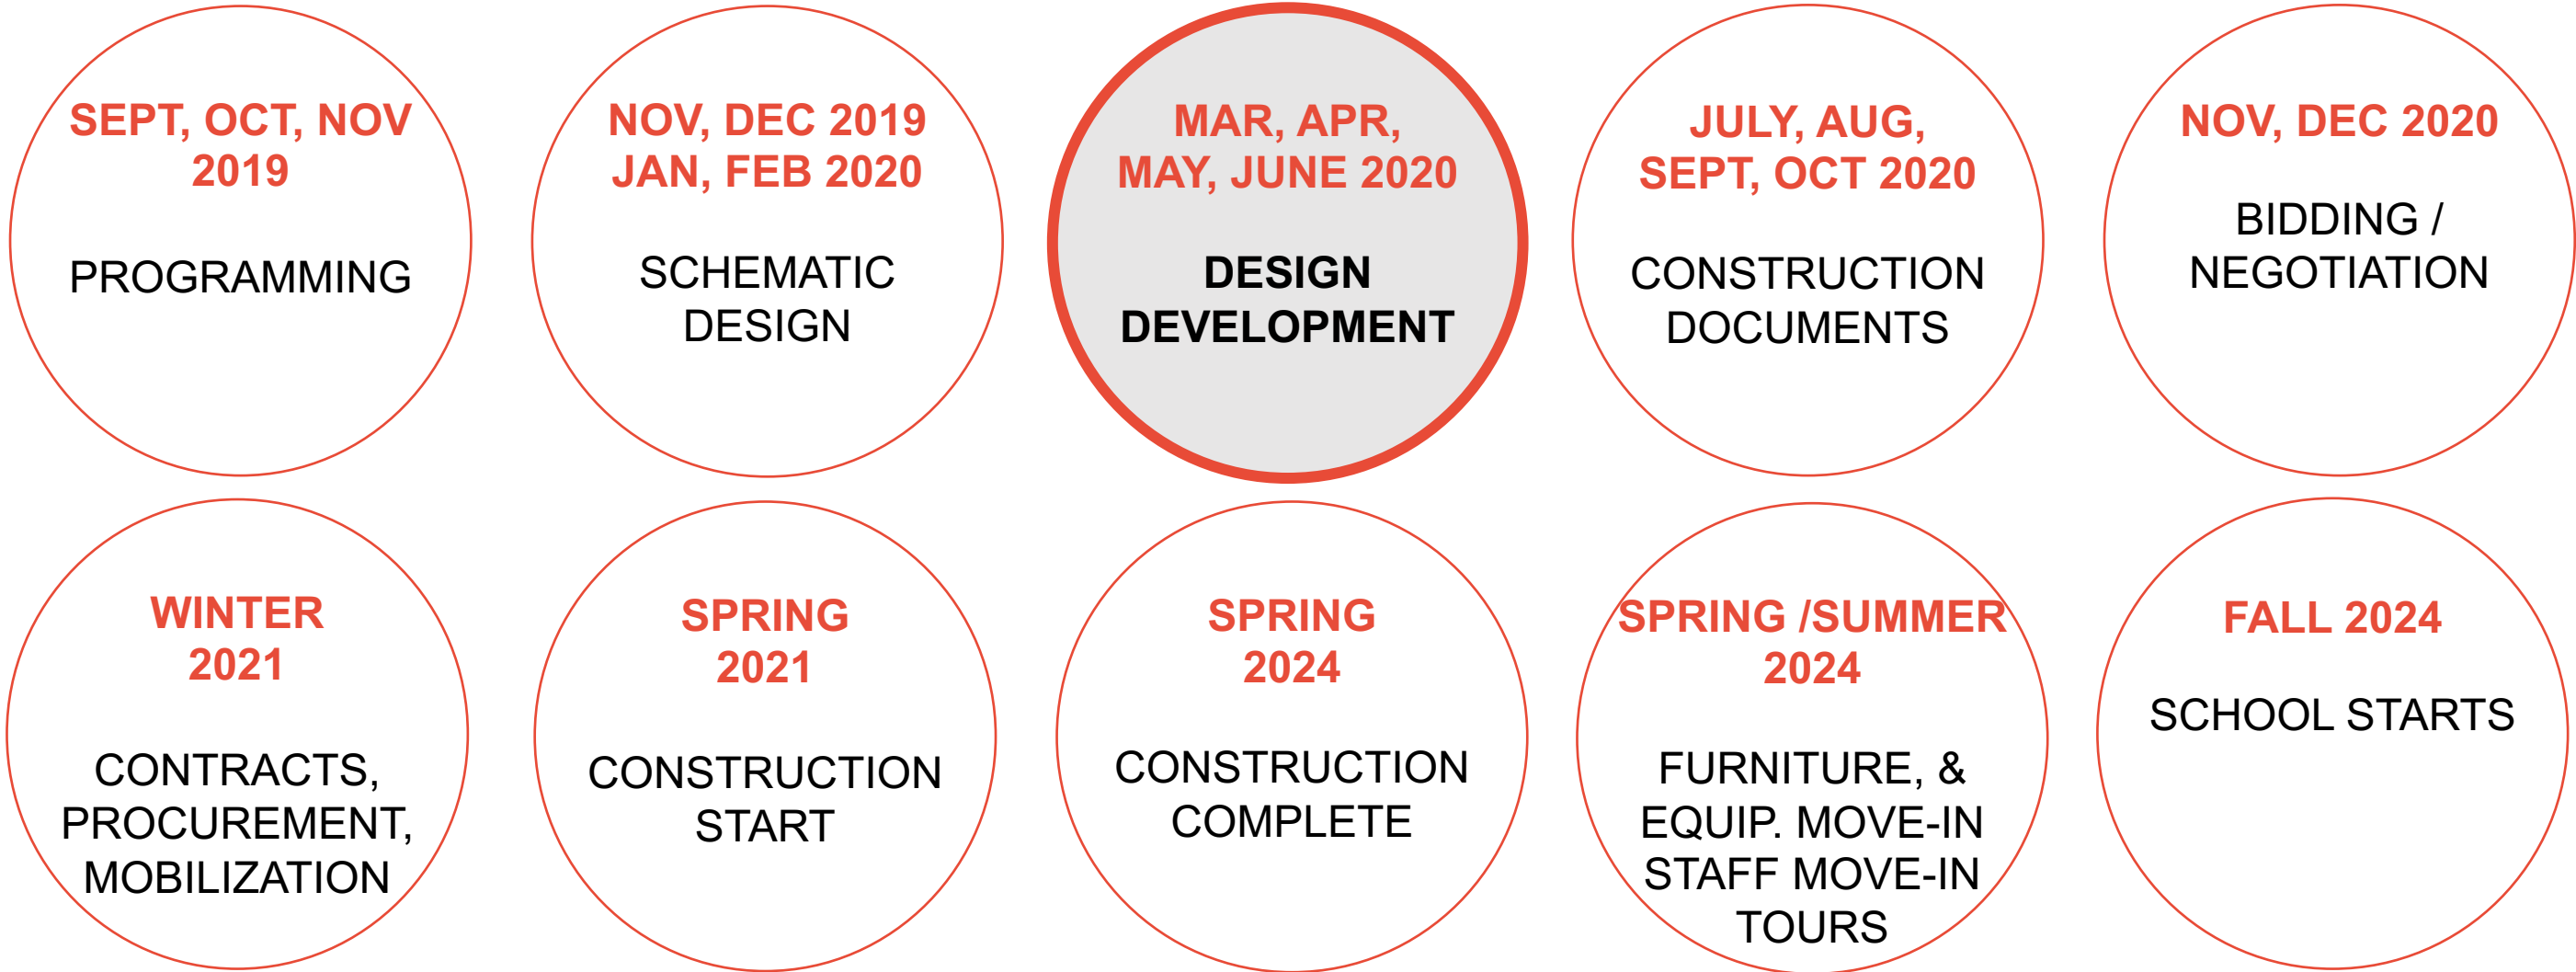 SEPT, OCT, NOV
2019
PROGRAMMING
NOV, DEC 2019
JAN, FEB 2020
SCHEMATIC
DESIGN
MAR, APR,
MAY, JUNE 2020
DESIGN
DEVELOPMENT
JULY, AUG,
SEPT, OCT 2020
CONSTRUCTION
DOCUMENTS
NOV, DEC 2020
BIDDING /
NEGOTIATION
WINTER
2021
CONTRACTS,
PROCUREMENT,
MOBILIZATION
SPRING
2021
CONSTRUCTION
START
SPRING
2024
CONSTRUCTION
COMPLETE
SPRING /SUMMER
2024
FURNITURE, &
EQUIP. MOVE-IN
STAFF MOVE-IN
TOURS
FALL 2024
SCHOOL STARTS